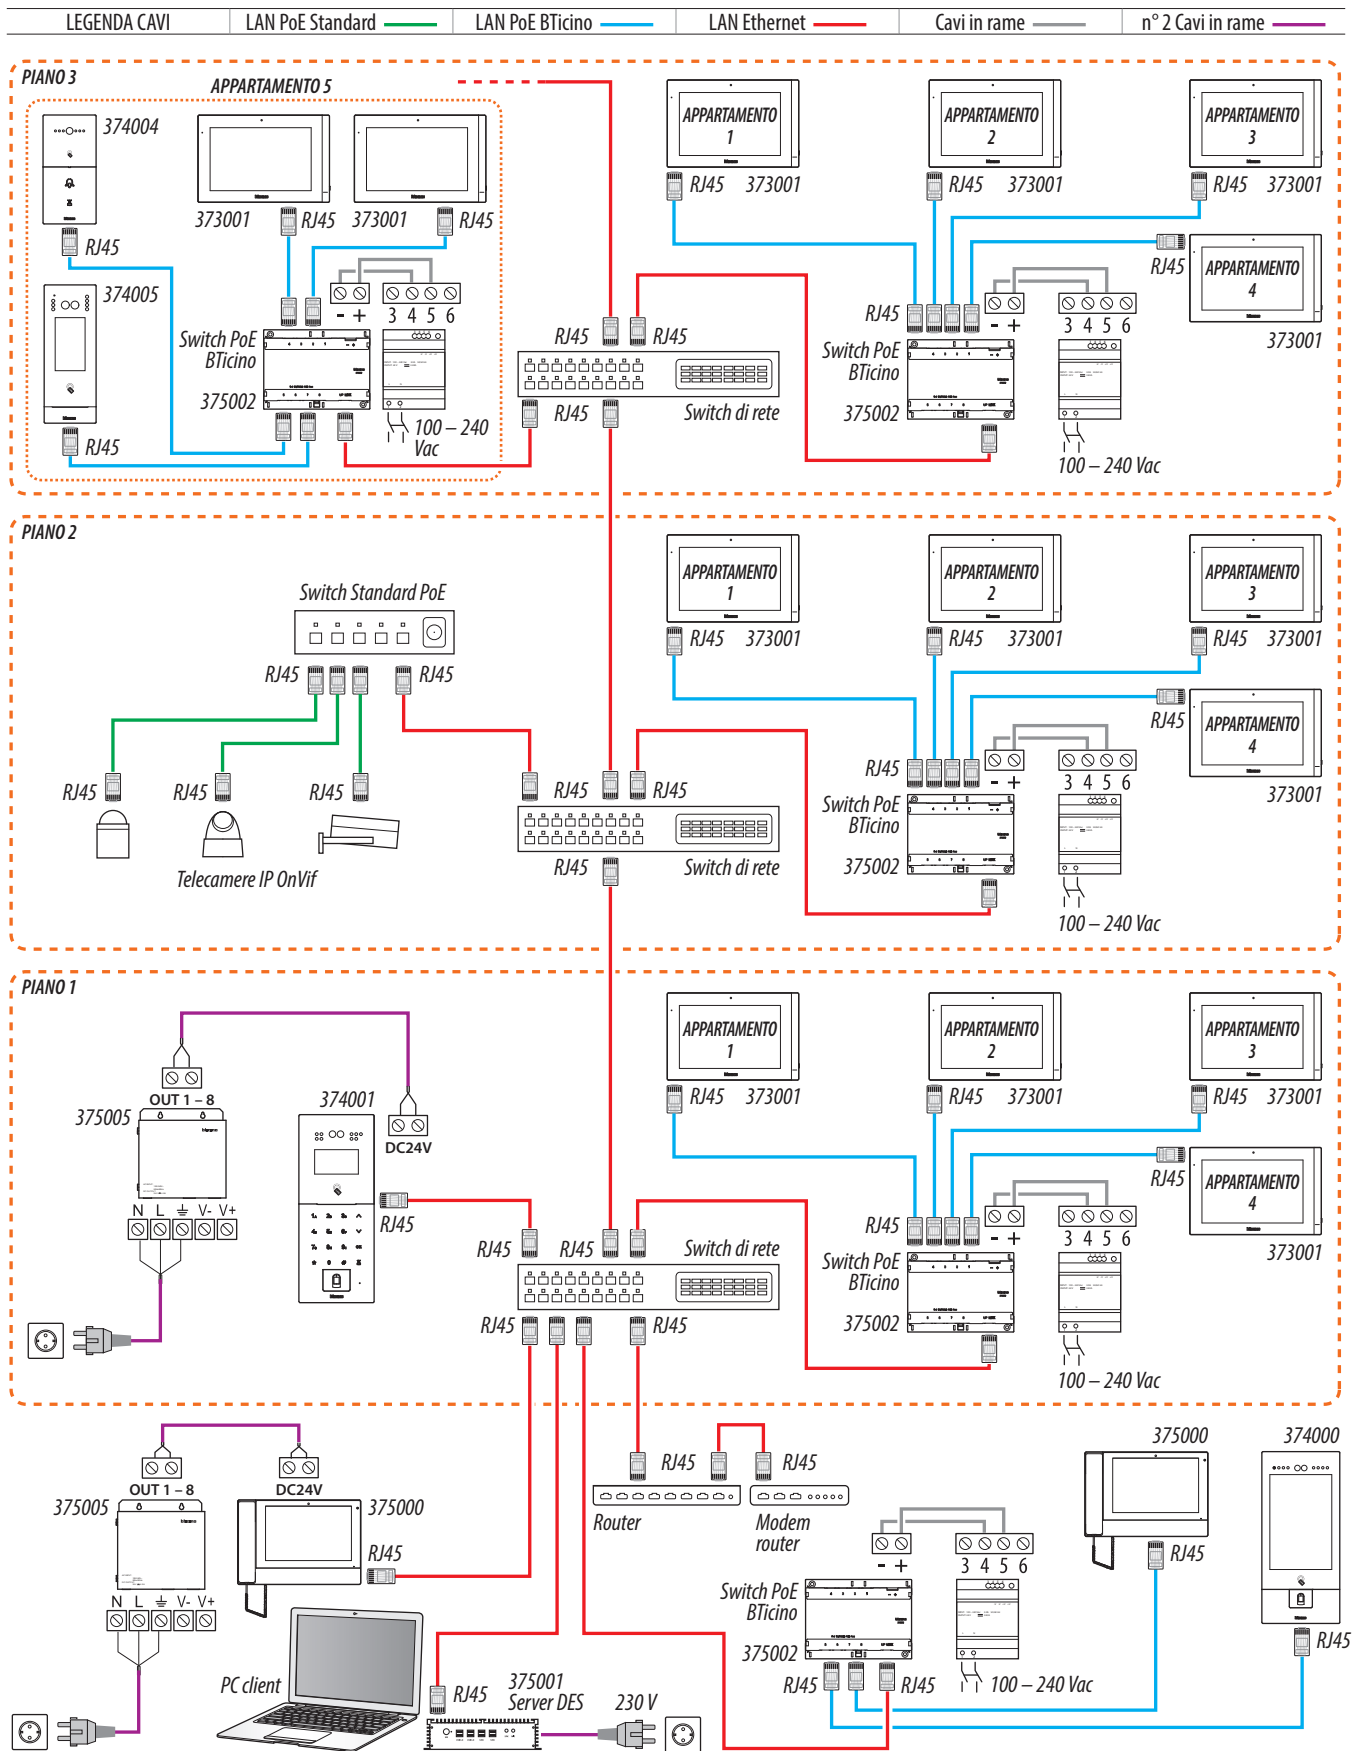 LEGENDA CAVI LAN PoE Standard LAN PoE BTicino LAN Ethernet Cavi in rame n° 2 Cavi in rame
PIANO 3
APPARTAMENTO 5
374004
373001 RJ45 373001 RJ45
RJ45
374005
- + 3 4 5 6
Switch PoE
BTicino
375002
100 – 240
Vac
RJ45
RJ45 RJ45
RJ45 Switch di rete
APPARTAMENTO
1
RJ45 373001
APPARTAMENTO
2
RJ45 373001
APPARTAMENTO
3
RJ45 373001
RJ45
APPARTAMENTO
4
373001
RJ45
- + 3 4 5 6
Switch PoE
BTicino
375002
100 – 240 Vac
PIANO 2
Switch Standard PoE
RJ45 RJ45
RJ45 RJ45 RJ45
Telecamere IP OnVif
RJ45 RJ45
RJ45 Switch di rete
APPARTAMENTO
1
RJ45 373001
APPARTAMENTO
2
RJ45 373001
APPARTAMENTO
3
RJ45 373001
RJ45
APPARTAMENTO
4
373001
RJ45
- + 3 4 5 6
Switch PoE
BTicino
375002
100 – 240 Vac
PIANO 1
OUT 1 – 8
375005
374001
DC24V
N L V- V+
RJ45
RJ45 RJ45 Switch di rete
RJ45 RJ45
APPARTAMENTO
1
RJ45 373001
APPARTAMENTO
2
RJ45 373001
APPARTAMENTO
3
RJ45 373001
RJ45
APPARTAMENTO
4
373001
RJ45
- + 3 4 5 6
Switch PoE
BTicino
375002
100 – 240 Vac
OUT 1 – 8
375005
DC24V
375000
RJ45
N L V- V+
PC client
RJ45
375001
Server DES
230 V
RJ45 RJ45
Router
Modem
router
- + 3 4 5 6
Switch PoE
BTicino
375002
RJ45 RJ45
100 – 240 Vac
375000
RJ45
374000
RJ45